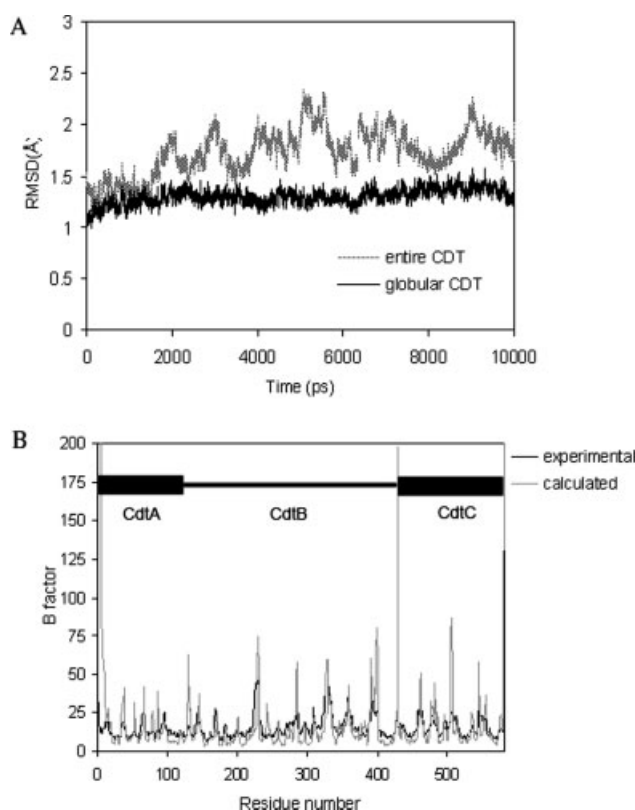 A
3
2.5
2
1.5
1
0.5
0
RMSD(Å)
entire CDT
globular CDT
0 2000 4000 6000 8000 10000
Time (ps)
B
200
175
150
125
100
75
50
25
0
B factor
experimental
calculated
CdtA CdtB CdtC
0 100 200 300 400 500
Residue number